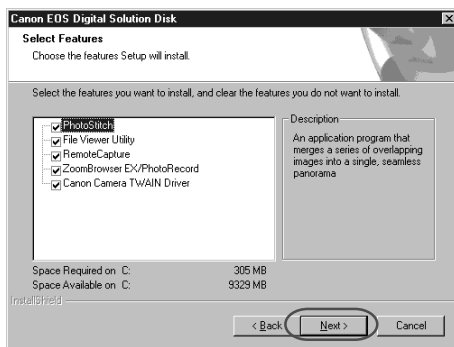 Canon EOS Digital Solution Disk
Select Features
Choose the features Setup will install.
Select the features you want to install, and clear the features you do not want to install.
PhotoStitch
File Viewer Utility
RemoteCapture
ZoomBrowser EX/PhotoRecord
Canon Camera TWAIN Driver
Description
An application program that
merges a series of overlapping
images into a single, seamless
panorama
Space Required on C: 305 MB
Space Available on C: 9329 MB
InstallShield
< Back
Next >
Cancel